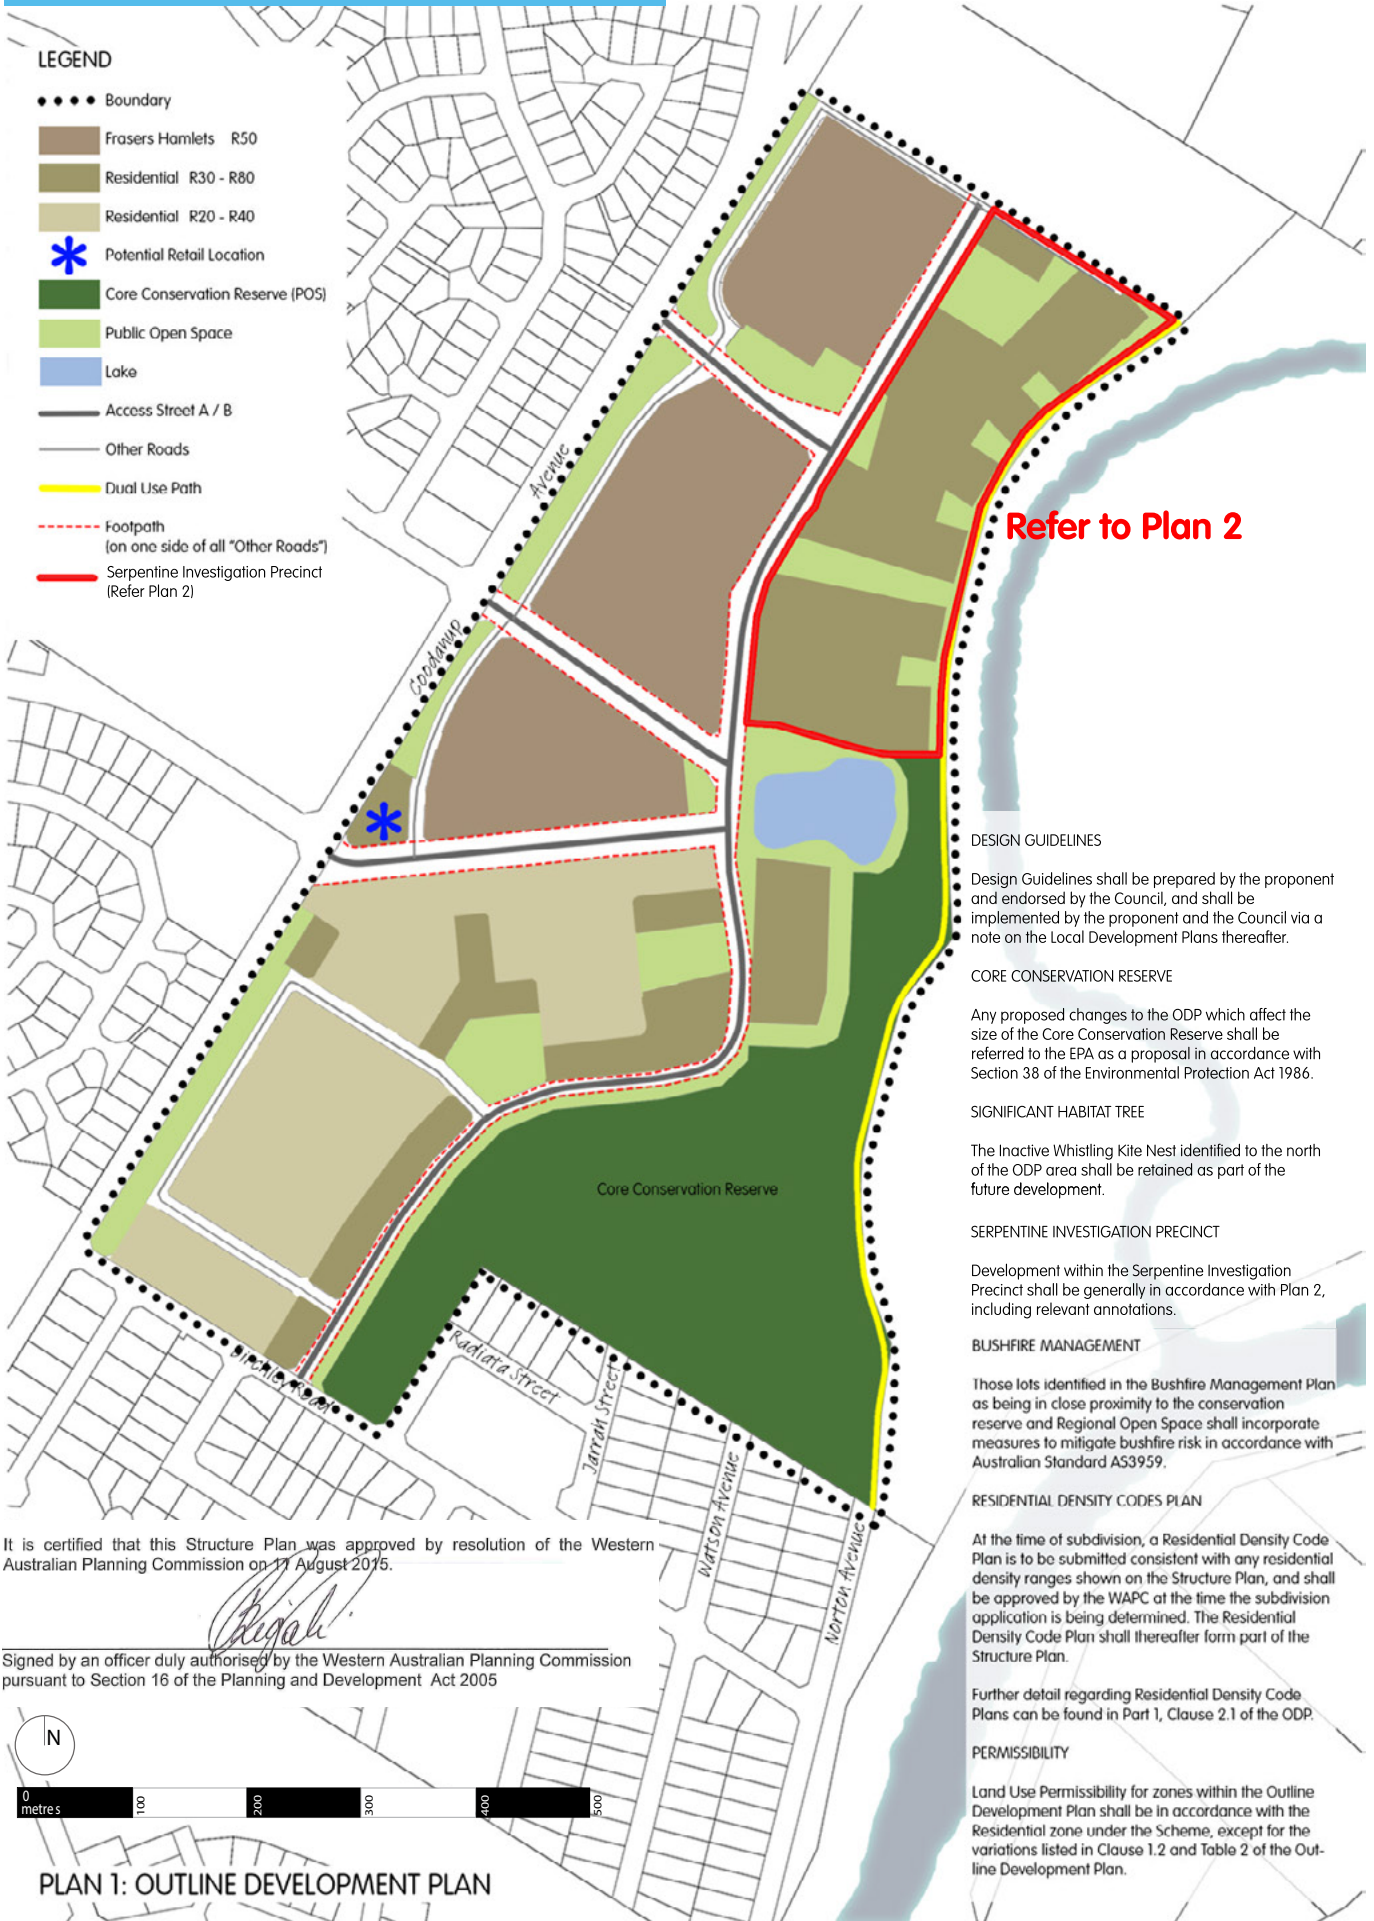 LEGEND
Boundary
Frasers Hamlets R50
Residential R30 - R80
Residential R20 - R40
Potential Retail Location
Core Conservation Reserve (POS)
Public Open Space
Lake
Access Street A / B
Other Roads
Dual Use Path
Footpath
(on one side of all "Other Roads")
Serpentine Investigation Precinct
(Refer Plan 2)
Avenue
Coodanup
Refer to Plan 2
Core Conservation Reserve
Birchley Road
Radiata Street
Jarrah Street
Watson Avenue
Norton Avenue
DESIGN GUIDELINES
Design Guidelines shall be prepared by the proponent
and endorsed by the Council, and shall be
implemented by the proponent and the Council via a
note on the Local Development Plans thereafter.
CORE CONSERVATION RESERVE
Any proposed changes to the ODP which affect the
size of the Core Conservation Reserve shall be
referred to the EPA as a proposal in accordance with
Section 38 of the Environmental Protection Act 1986.
SIGNIFICANT HABITAT TREE
The Inactive Whistling Kite Nest identified to the north
of the ODP area shall be retained as part of the
future development.
SERPENTINE INVESTIGATION PRECINCT
Development within the Serpentine Investigation
Precinct shall be generally in accordance with Plan 2,
including relevant annotations.
BUSHFIRE MANAGEMENT
Those lots identified in the Bushfire Management Plan
as being in close proximity to the conservation
reserve and Regional Open Space shall incorporate
measures to mitigate bushfire risk in accordance with
Australian Standard AS3959.
RESIDENTIAL DENSITY CODES PLAN
At the time of subdivision, a Residential Density Code
Plan is to be submitted consistent with any residential
density ranges shown on the Structure Plan, and shall
be approved by the WAPC at the time the subdivision
application is being determined. The Residential
Density Code Plan shall thereafter form part of the
Structure Plan.
Further detail regarding Residential Density Code
Plans can be found in Part 1, Clause 2.1 of the ODP.
PERMISSIBILITY
Land Use Permissibility for zones within the Outline
Development Plan shall be in accordance with the
Residential zone under the Scheme, except for the
variations listed in Clause 1.2 and Table 2 of the Out-
line Development Plan.
It is certified that this Structure Plan was approved by resolution of the Western
Australian Planning Commission on 11 August 2015.
Signed by an officer duly authorised by the Western Australian Planning Commission
pursuant to Section 16 of the Planning and Development Act 2005
N
0
metres
100
200
300
400
500
PLAN 1: OUTLINE DEVELOPMENT PLAN